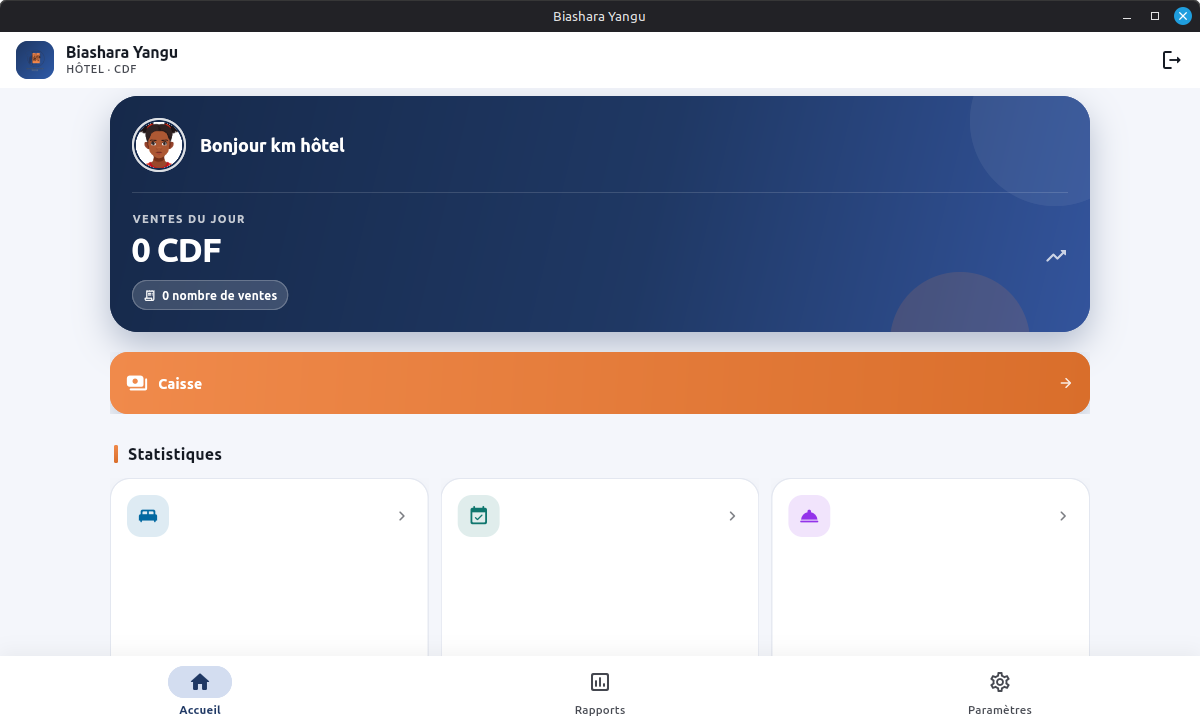 Biashara Yangu
Biashara Yangu
HÔTEL · CDF
Bonjour km hôtel
VENTES DU JOUR
0 CDF
0 nombre de ventes
Caisse
Statistiques
Accueil
Rapports
Paramètres